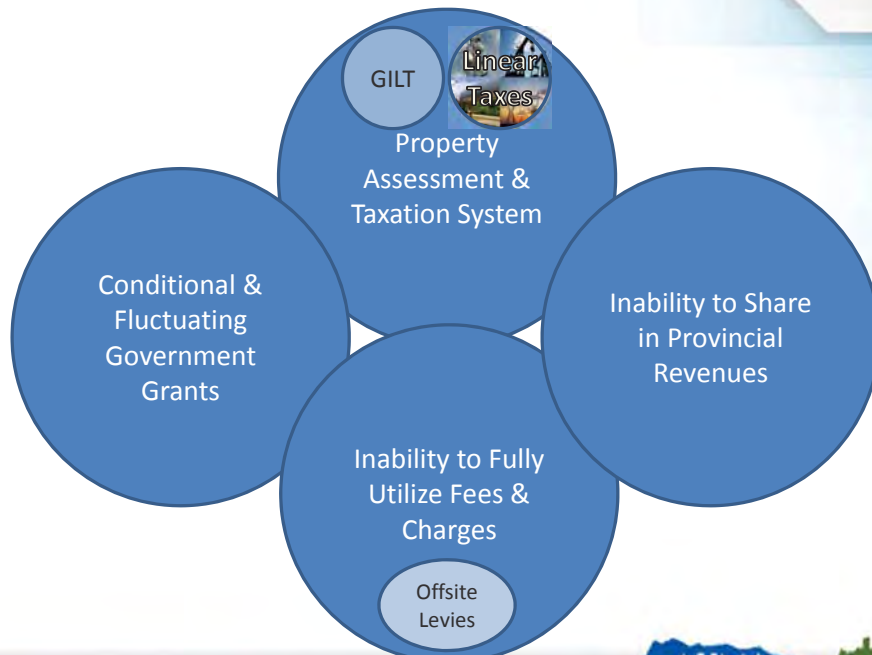 GILT
Linear
Taxes
Property
Assessment &
Taxation System
Conditional &
Fluctuating
Government
Grants
Inability to Share
in Provincial
Revenues
Inability to Fully
Utilize Fees &
Charges
Offsite
Levies